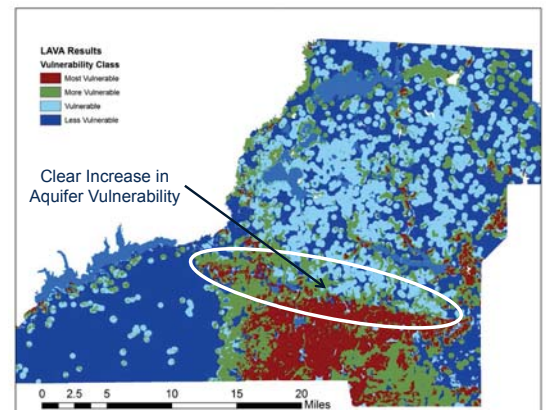 LAVA Results
Vulnerability Class
Most Vulnerable
More Vulnerable
Vulnerable
Less Vulnerable
Clear Increase in
Aquifer Vulnerability
0 2.5 5 10 15 20
Miles